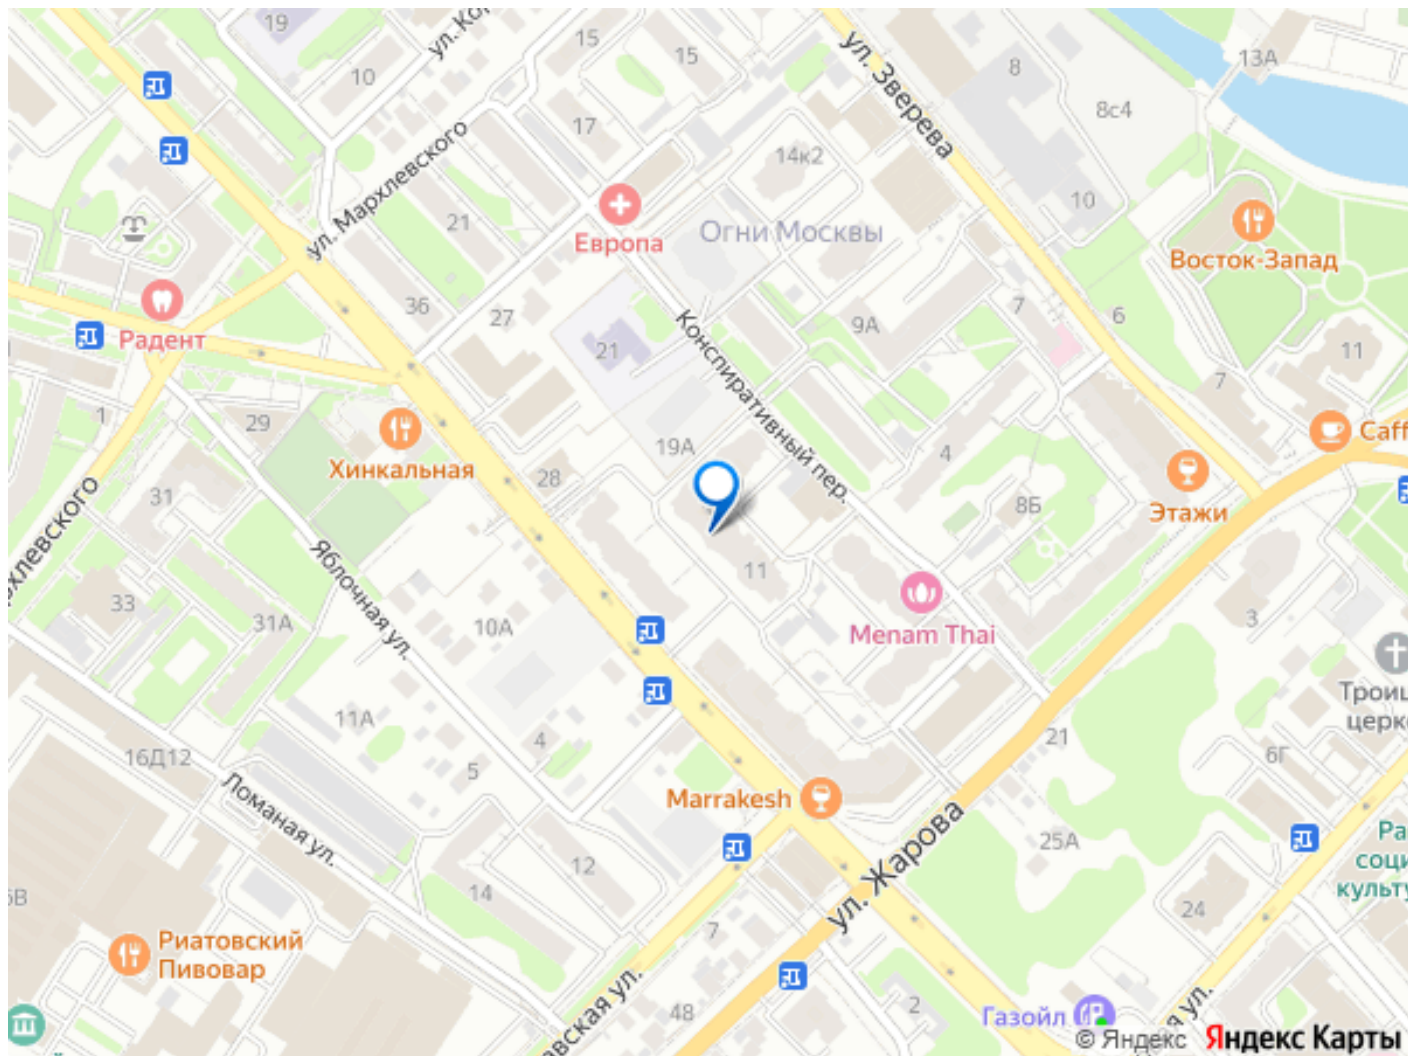 19
ул. Ко
15
15
ул. Зверева
8
13А
10
8с4
17
ул. Мархлевского
14к2
21
10
Огни Москвы
Европа
Восток-Запад
36
27
7
6
9А
Радент
21
Конспиративный пер.
11
7
1
29
Caff
19А
4
Хинкальная
28
31
8Б
Этажи
рхлевского
Яблочная ул.
11
33
31А
10А
Menam Thai
3
Троиц
церк
11А
4
21
6Г
16Д12
5
Ломаная ул.
Marrakesh
ул. Жарова
25А
Ра
соци
культу
12
14
6В
24
7
Риатовский
Пивовар
вская ул.
48
2
Газойл
я ул.
© Яндекс
Яндекс Карты